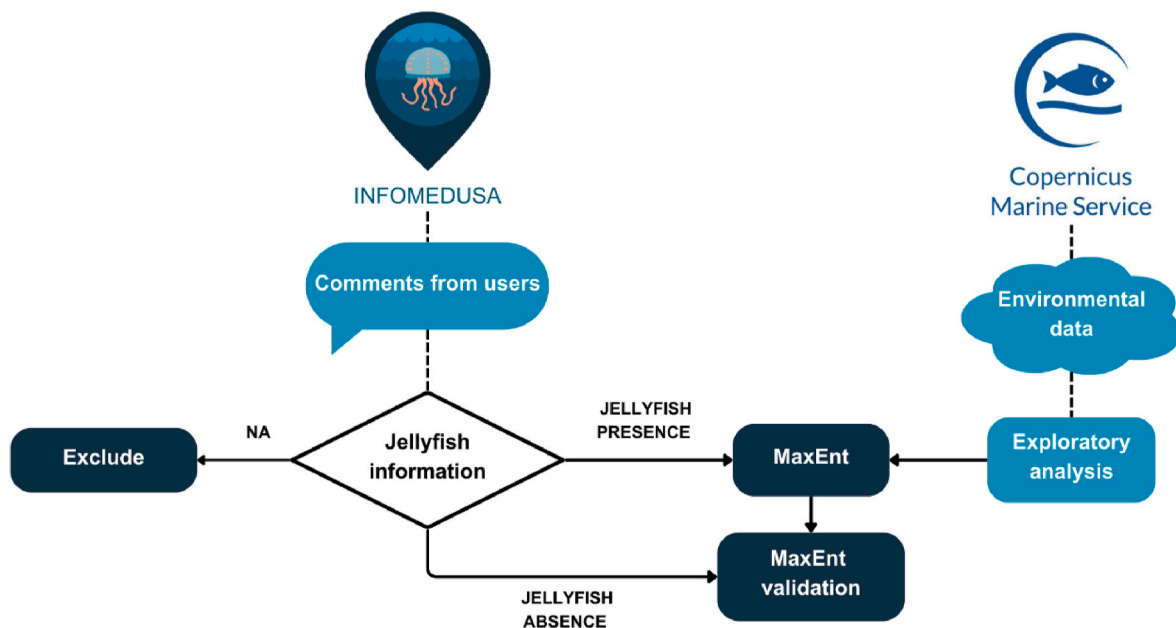 INFOMEDUSA
Copernicus
Marine Service
Comments from users
Environmental
data
JELLYFISH
PRESENCE
NA
Exclude
Jellyfish
information
MaxEnt
Exploratory
analysis
MaxEnt
validation
JELLYFISH
ABSENCE